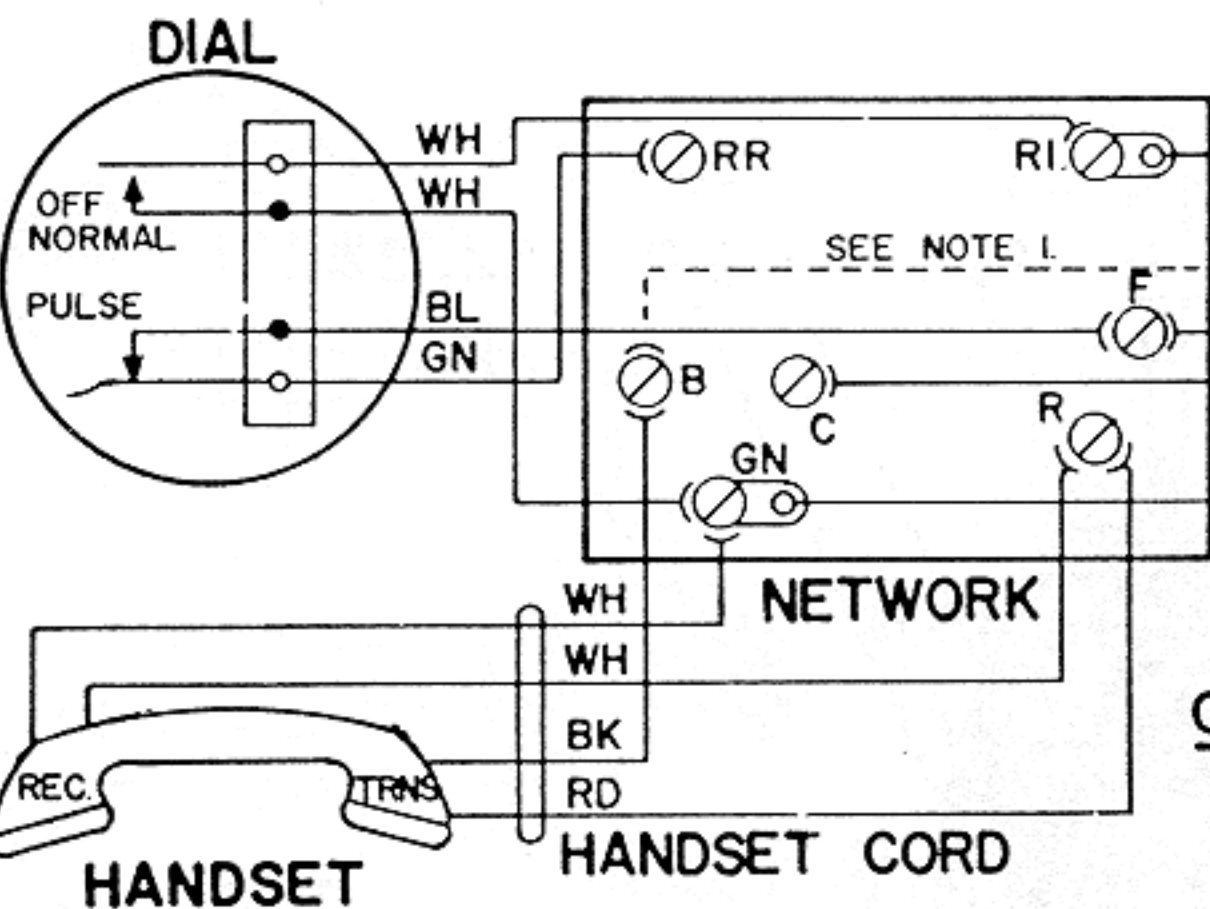 DIAL
WH
WH
OFF
NORMAL
PULSE
BL
GN
RR
R1.
SEE NOTE 1.
F
B
C
R
GN
NETWORK
WH
WH
BK
RD
REC.
TRNS
HANDSET CORD
HANDSET